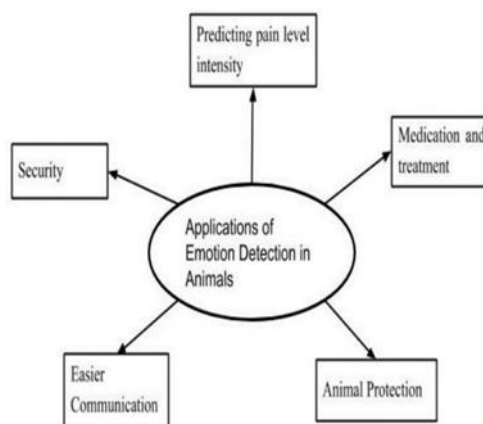 Predicting pain level
intensity
Medication and
treatment
Security
Applications of
Emotion Detection in
Animals
Easier
Communication
Animal Protection